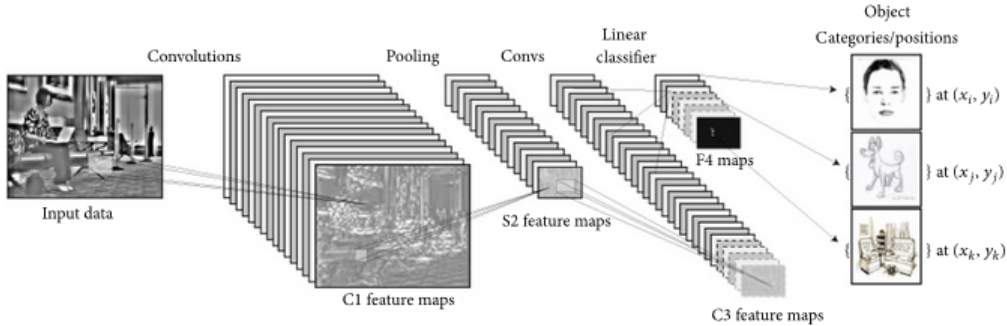 Object
Categories/positions
Linear
classifier
Convolutions
Pooling
Convs
{ } at (xᵢ, yᵢ)
F4 maps
{ } at (xⱼ, yⱼ)
Input data
S2 feature maps
{ } at (xₖ, yₖ)
C1 feature maps
C3 feature maps